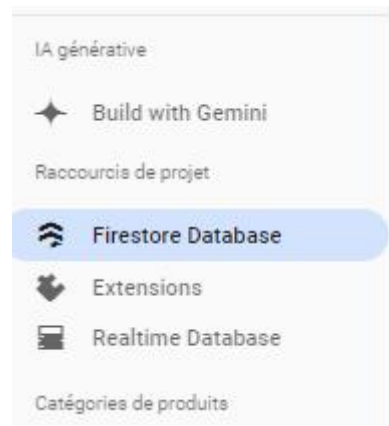 IA générative
Build with Gemini
Raccourcis de projet
Firestore Database
Extensions
Realtime Database
Catégories de produits